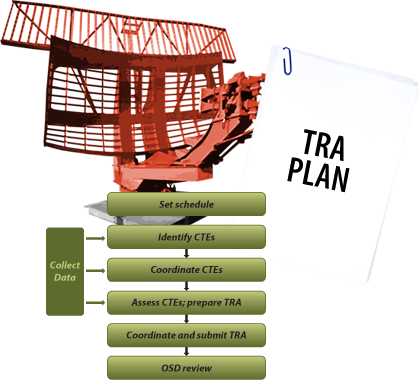 TRA
PLAN
Set schedule
Identify CTEs
Collect
Data
Coordinate CTEs
Assess CTEs; prepare TRA
Coordinate and submit TRA
OSD review